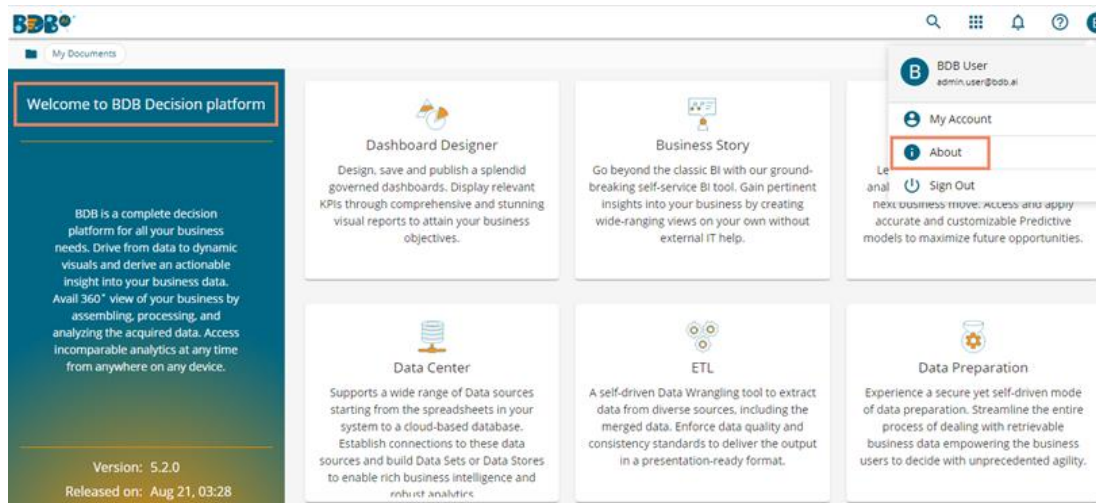 BDB
My Documents
BDB User
admin.user@bdb.ai
My Account
About
Sign Out
Welcome to BDB Decision platform
BDB is a complete decision
platform for all your business
needs. Drive from data to dynamic
visuals and derive an actionable
insight into your business data.
Avail 360˚ view of your business by
assembling, processing, and
analyzing the acquired data. Access
incomparable analytics at any time
from anywhere on any device.
Version: 5.2.0
Released on: Aug 21, 03:28
Dashboard Designer
Design, save and publish a splendid
governed dashboards. Display relevant
KPIs through comprehensive and stunning
visual reports to attain your business
objectives.
Business Story
Go beyond the classic BI with our ground-
breaking self-service BI tool. Gain pertinent
insights into your business by creating
wide-ranging views on your own without
external IT help.
Le
anal
next business move. Access and apply
accurate and customizable Predictive
models to maximize future opportunities.
Data Center
Supports a wide range of Data sources
starting from the spreadsheets in your
system to a cloud-based database.
Establish connections to these data
sources and build Data Sets or Data Stores
to enable rich business intelligence and
robust analytics
ETL
A self-driven Data Wrangling tool to extract
data from diverse sources, including the
merged data. Enforce data quality and
consistency standards to deliver the output
in a presentation-ready format.
Data Preparation
Experience a secure yet self-driven mode
of data preparation. Streamline the entire
process of dealing with retrievable
business data empowering the business
users to decide with unprecedented agility.